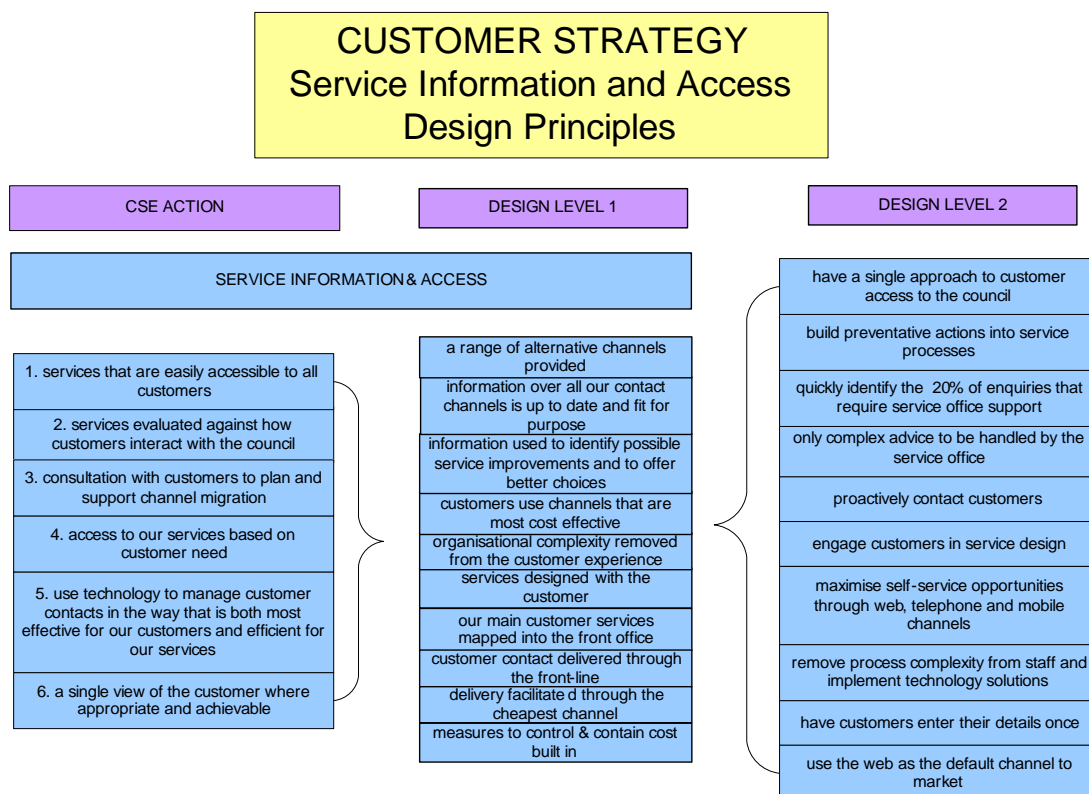 CUSTOMER STRATEGY
Service Information and Access
Design Principles
CSE ACTION
DESIGN LEVEL 1
DESIGN LEVEL 2
SERVICE INFORMATION & ACCESS
1. services that are easily accessible to all
customers
2. services evaluated against how
customers interact with the council
3. consultation with customers to plan and
support channel migration
4. access to our services based on
customer need
5. use technology to manage customer
contacts in the way that is both most
effective for our customers and efficient for
our services
6. a single view of the customer where
appropriate and achievable
a range of alternative channels
provided
information over all our contact
channels is up to date and fit for
purpose
information used to identify possible
service improvements and to offer
better choices
customers use channels that are
most cost effective
organisational complexity removed
from the customer experience
services designed with the
customer
our main customer services
mapped into the front office
customer contact delivered through
the front-line
delivery facilitated through the
cheapest channel
measures to control & contain cost
built in
have a single approach to customer
access to the council
build preventative actions into service
processes
quickly identify the 20% of enquiries that
require service office support
only complex advice to be handled by the
service office
proactively contact customers
engage customers in service design
maximise self-service opportunities
through web, telephone and mobile
channels
remove process complexity from staff and
implement technology solutions
have customers enter their details once
use the web as the default channel to
market